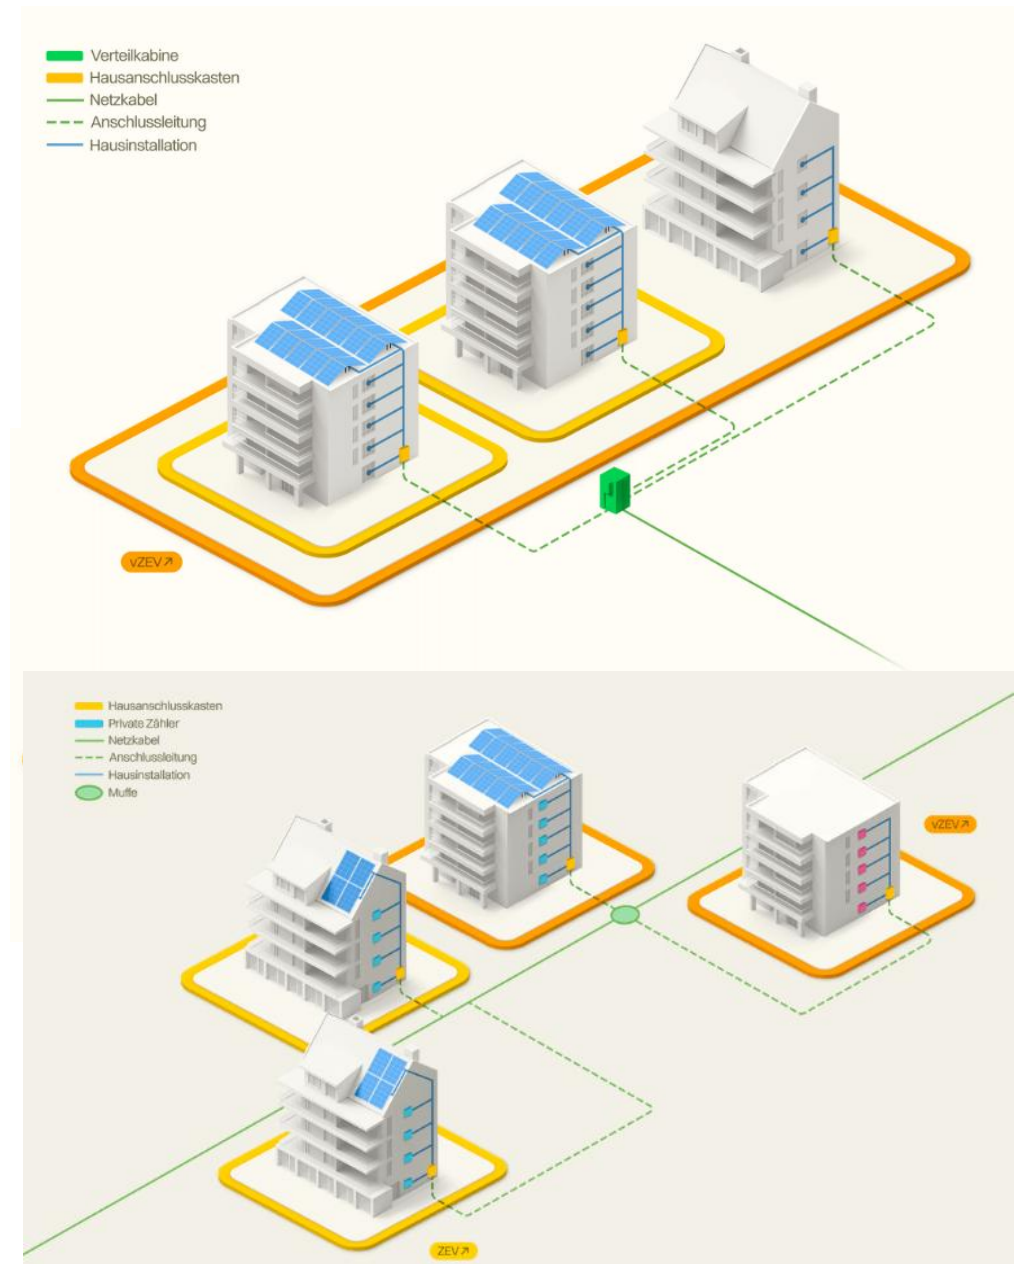 Verteilkabine
Hausanschlusskasten
Netzkabel
Anschlussleitung
Hausinstallation
vZEV↗
Hausanschlusskasten
Private Zähler
Netzkabel
Anschlussleitung
Hausinstallation
Muffe
vZEV↗
ZEV↗